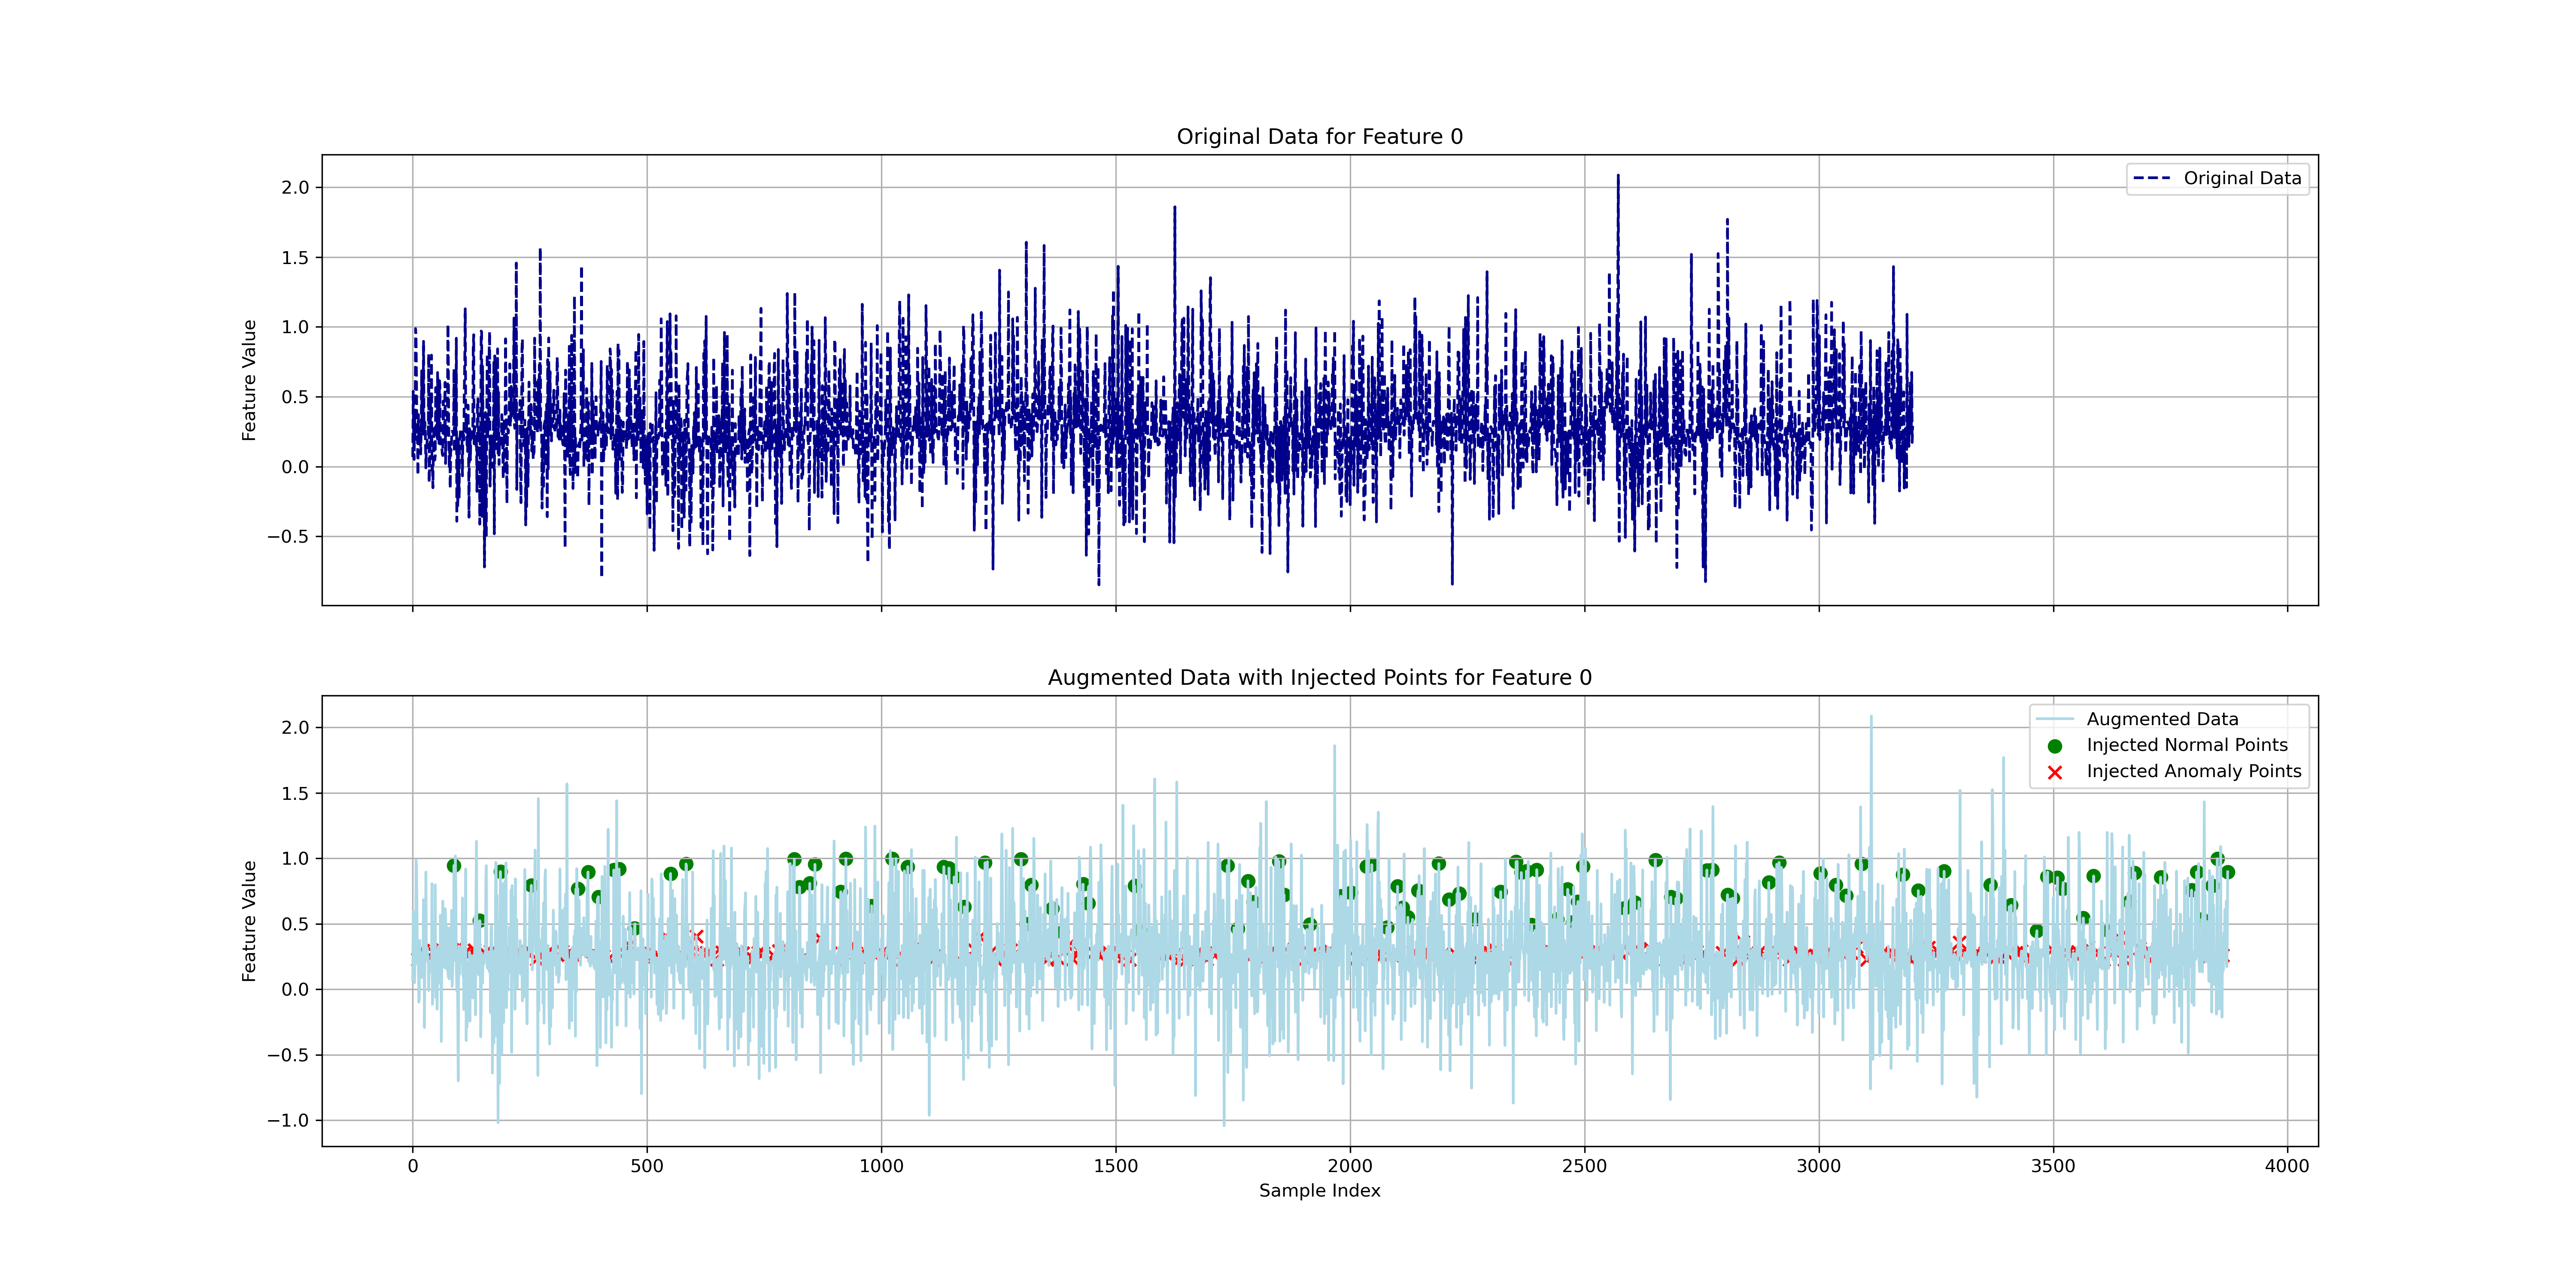 Original Data for Feature 0
Original Data
2.0
1.5
1.0
0.5
0.0
−0.5
Feature Value
Augmented Data with Injected Points for Feature 0
Augmented Data
Injected Normal Points
Injected Anomaly Points
2.0
1.5
1.0
0.5
0.0
−0.5
−1.0
Feature Value
0 500 1000 1500 2000 2500 3000 3500 4000
Sample Index